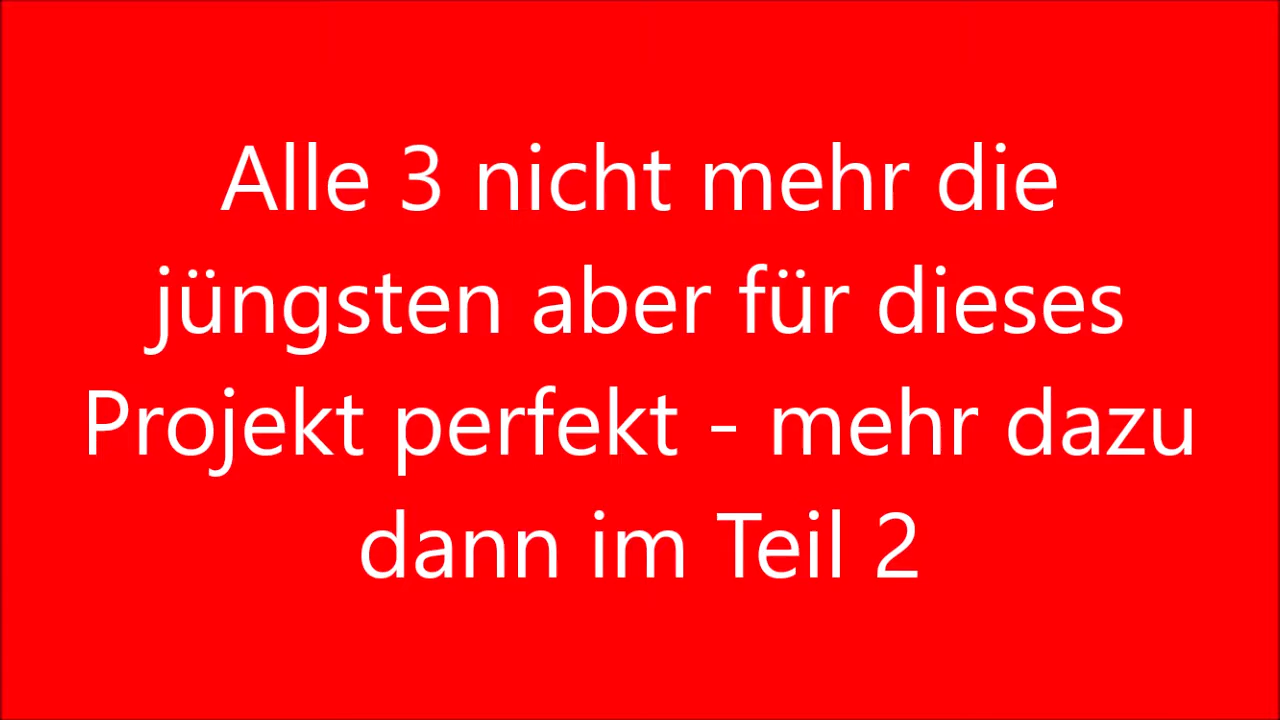 Alle 3 nicht mehr die
jüngsten aber für dieses
Projekt perfekt - mehr dazu
dann im Teil 2